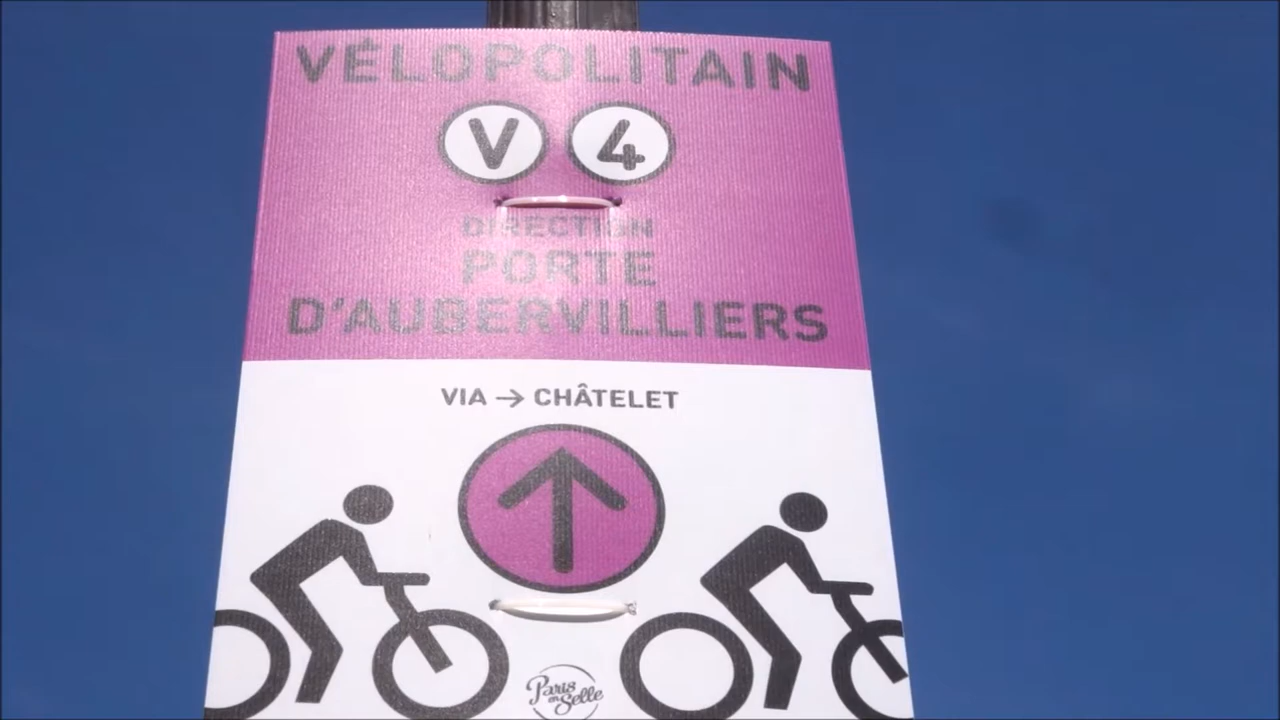 VÉLOPOLITAIN
V 4
DIRECTION
PORTE
D'AUBERVILLIERS
VIA → CHÂTELET
Paris
en Selle